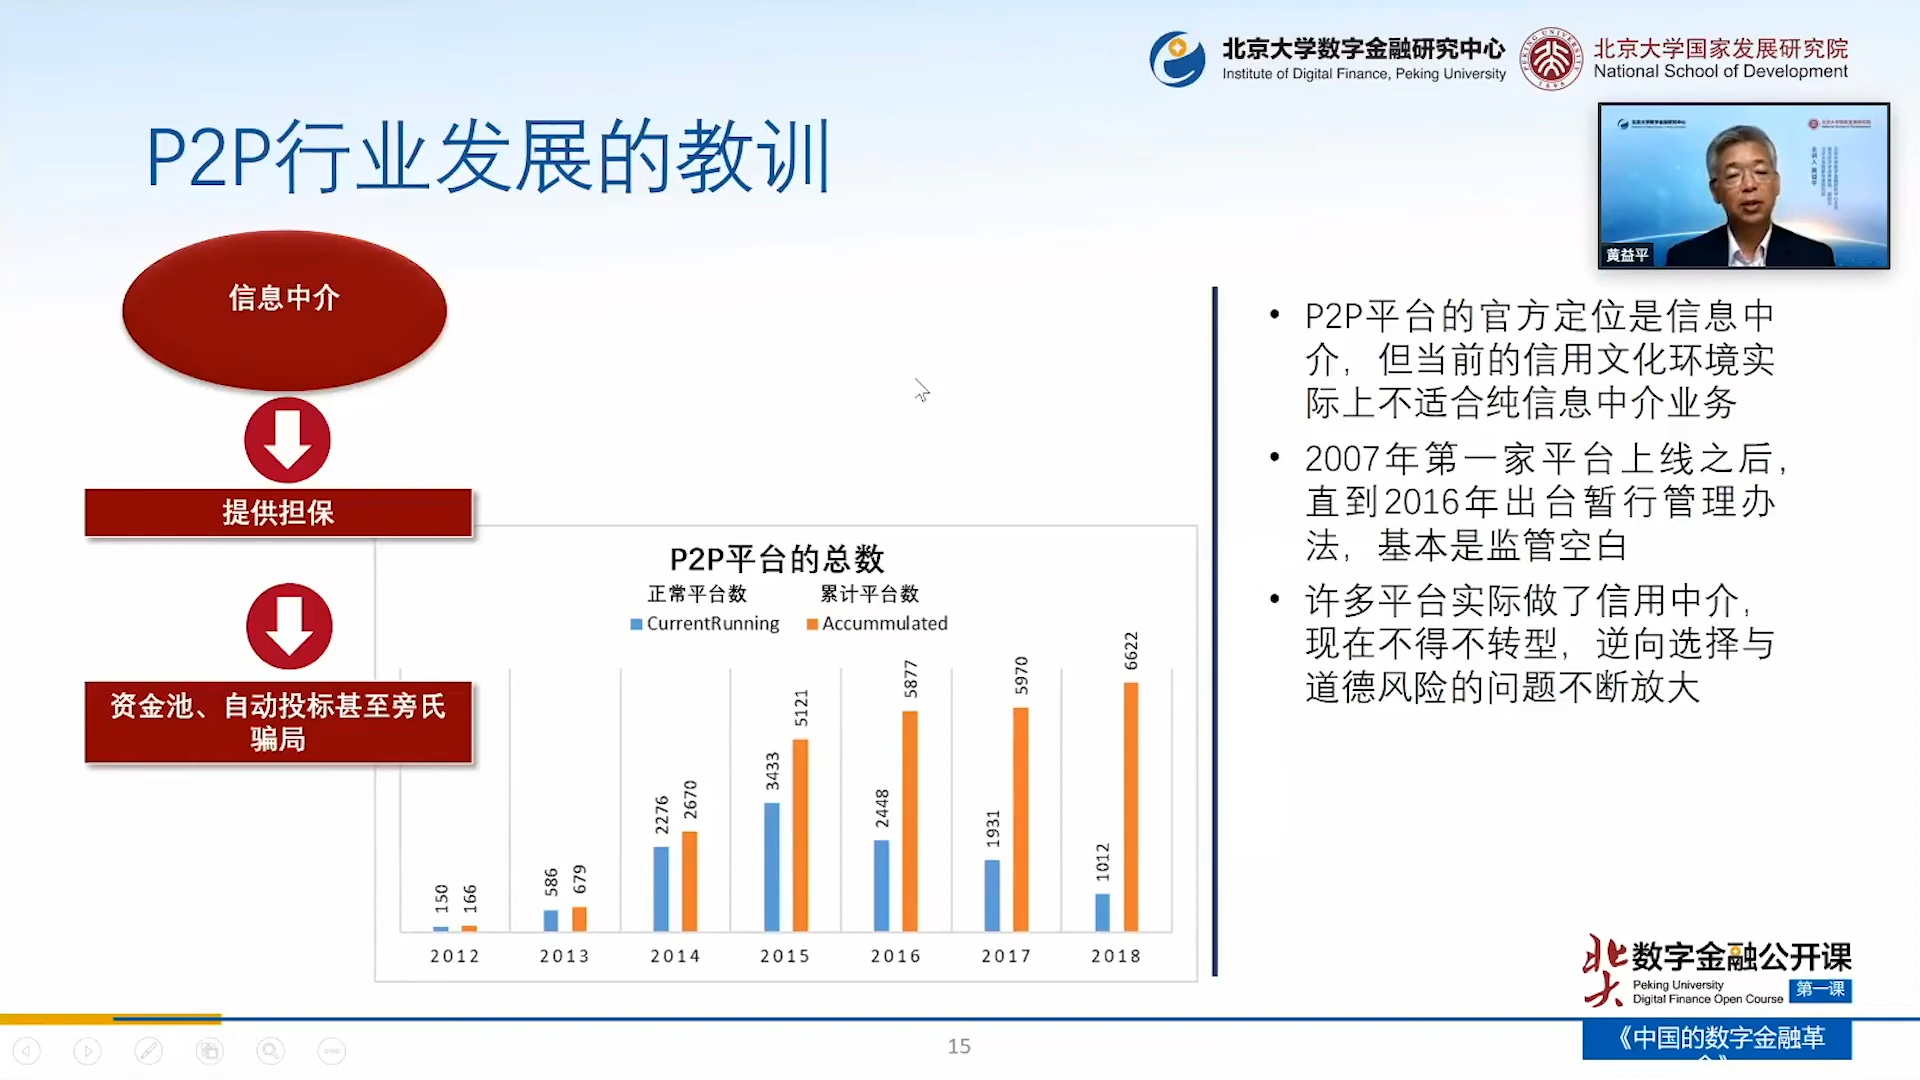 北京大学数字金融研究中心
Institute of Digital Finance, Peking University
北京大学国家发展研究院
National School of Development
P2P行业发展的教训
黄益平
信息中介
提供担保
资金池、自动投标甚至旁氏
骗局
P2P平台的总数
正常平台数 累计平台数
CurrentRunning Accummulated
150 166 586 679 2276 2670 3433 5121 2448 5877 1931 5970 1012 6622
2012 2013 2014 2015 2016 2017 2018
• P2P平台的官方定位是信息中
介，但当前的信用文化环境实
际上不适合纯信息中介业务
• 2007年第一家平台上线之后，
直到2016年出台暂行管理办
法，基本是监管空白
• 许多平台实际做了信用中介，
现在不得不转型，逆向选择与
道德风险的问题不断放大
北大
数字金融公开课
Peking University
Digital Finance Open Course
第一课
《中国的数字金融革
15